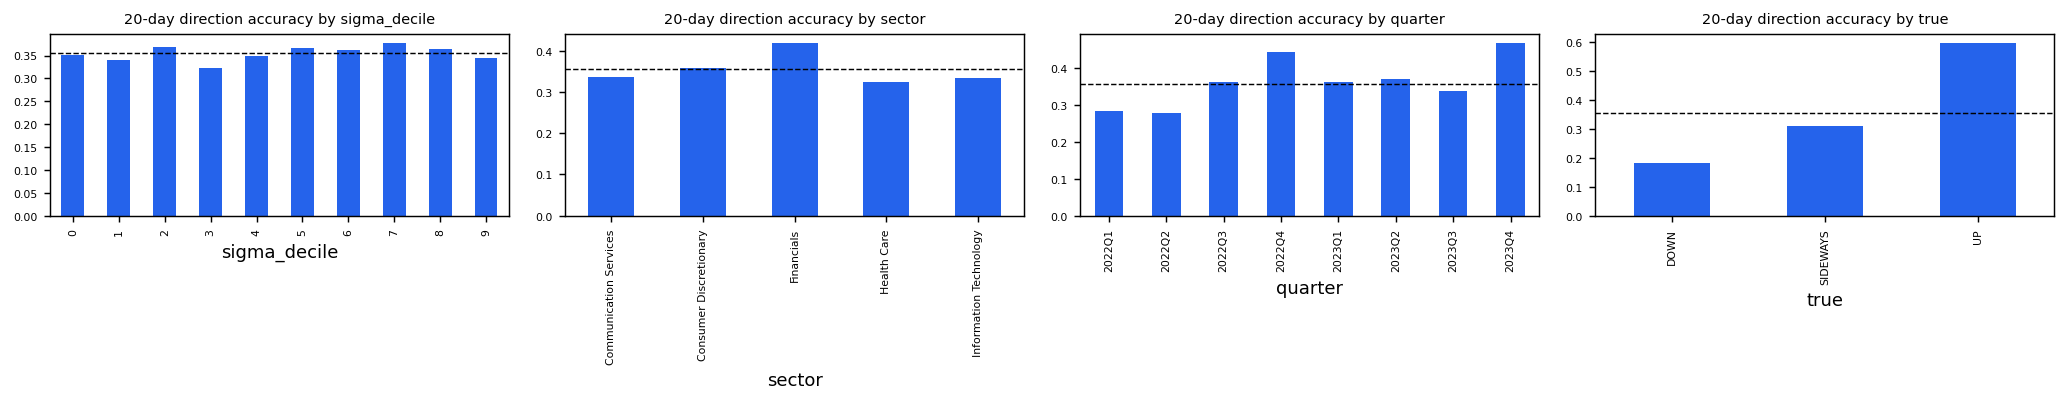 20-day direction accuracy by sigma_decile
0.35
0.30
0.25
0.20
0.15
0.10
0.05
0.00
0 1 2 3 4 5 6 7 8 9
sigma_decile
20-day direction accuracy by sector
0.4
0.3
0.2
0.1
0.0
Communication Services
Consumer Discretionary
Financials
Health Care
Information Technology
sector
20-day direction accuracy by quarter
0.4
0.3
0.2
0.1
0.0
2022Q1
2022Q2
2022Q3
2022Q4
2023Q1
2023Q2
2023Q3
2023Q4
quarter
20-day direction accuracy by true
0.6
0.5
0.4
0.3
0.2
0.1
0.0
DOWN
SIDEWAYS
UP
true